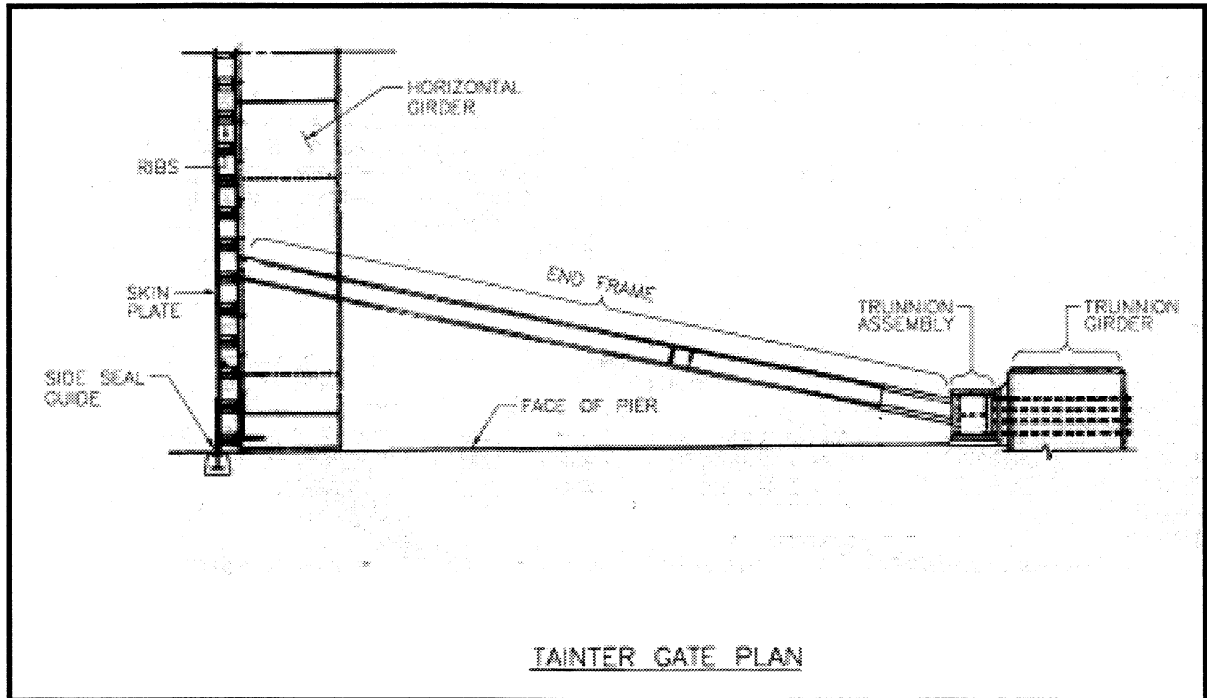 HORIZONTAL
GIRDER
RIBS
END FRAME
SKIN
PLATE
TRUNNION
ASSEMBLY
TRUNNION
GIRDER
SIDE SEAL
GUIDE
FACE OF PIER
TAINTER GATE PLAN